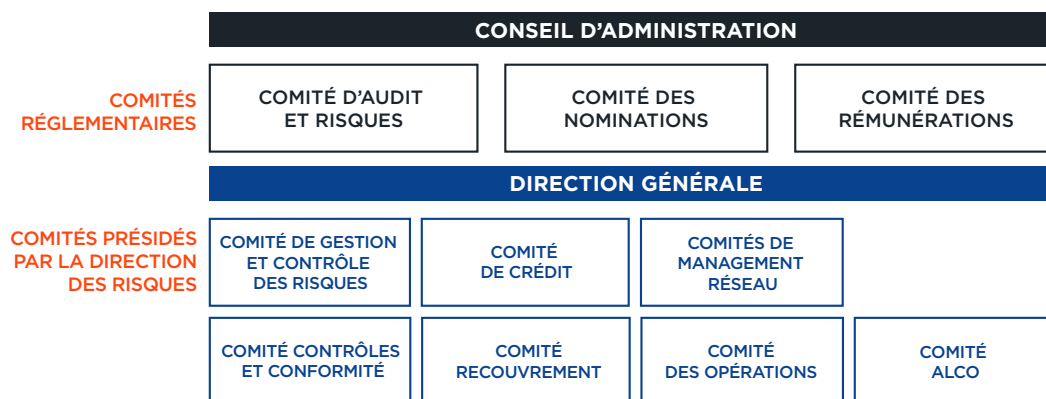 CONSEIL D'ADMINISTRATION
COMITÉS
RÉGLEMENTAIRES
COMITÉ D'AUDIT
ET RISQUES
COMITÉ DES
NOMINATIONS
COMITÉ DES
RÉMUNÉRATIONS
DIRECTION GÉNÉRALE
COMITÉS PRÉSIDÉS
PAR LA DIRECTION
DES RISQUES
COMITÉ DE GESTION
ET CONTRÔLE
DES RISQUES
COMITÉ
DE CRÉDIT
COMITÉS DE
MANAGEMENT
RÉSEAU
COMITÉ CONTRÔLES
ET CONFORMITÉ
COMITÉ
RECOUVREMENT
COMITÉ
DES OPÉRATIONS
COMITÉ
ALCO